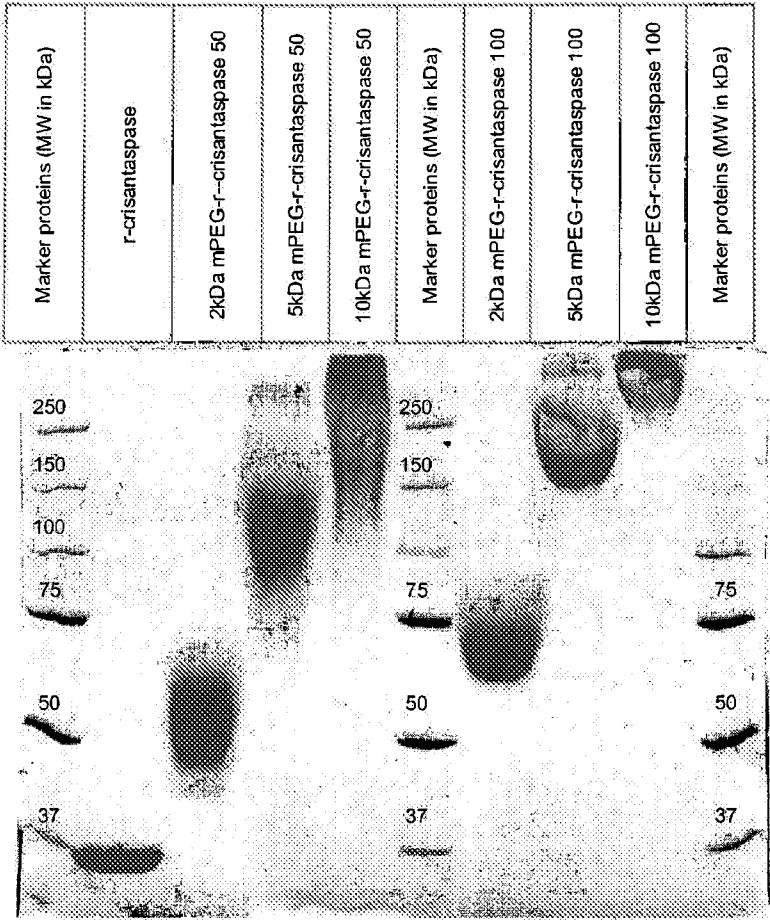 Marker proteins (MW in kDa)
r-crisantaspase
2kDa mPEG-r--crisantaspase 50
5kDa mPEG-r-crisantaspase 50
10kDa mPEG-r-crisantaspase 50
Marker proteins (MW in kDa)
2kDa mPEG-r-crisantaspase 100
5kDa mPEG-r-crisantaspase 100
10kDa mPEG-r-crisantaspase 100
Marker proteins (MW in kDa)
250
150
100
75
50
37
250
150
75
50
37
75
50
37